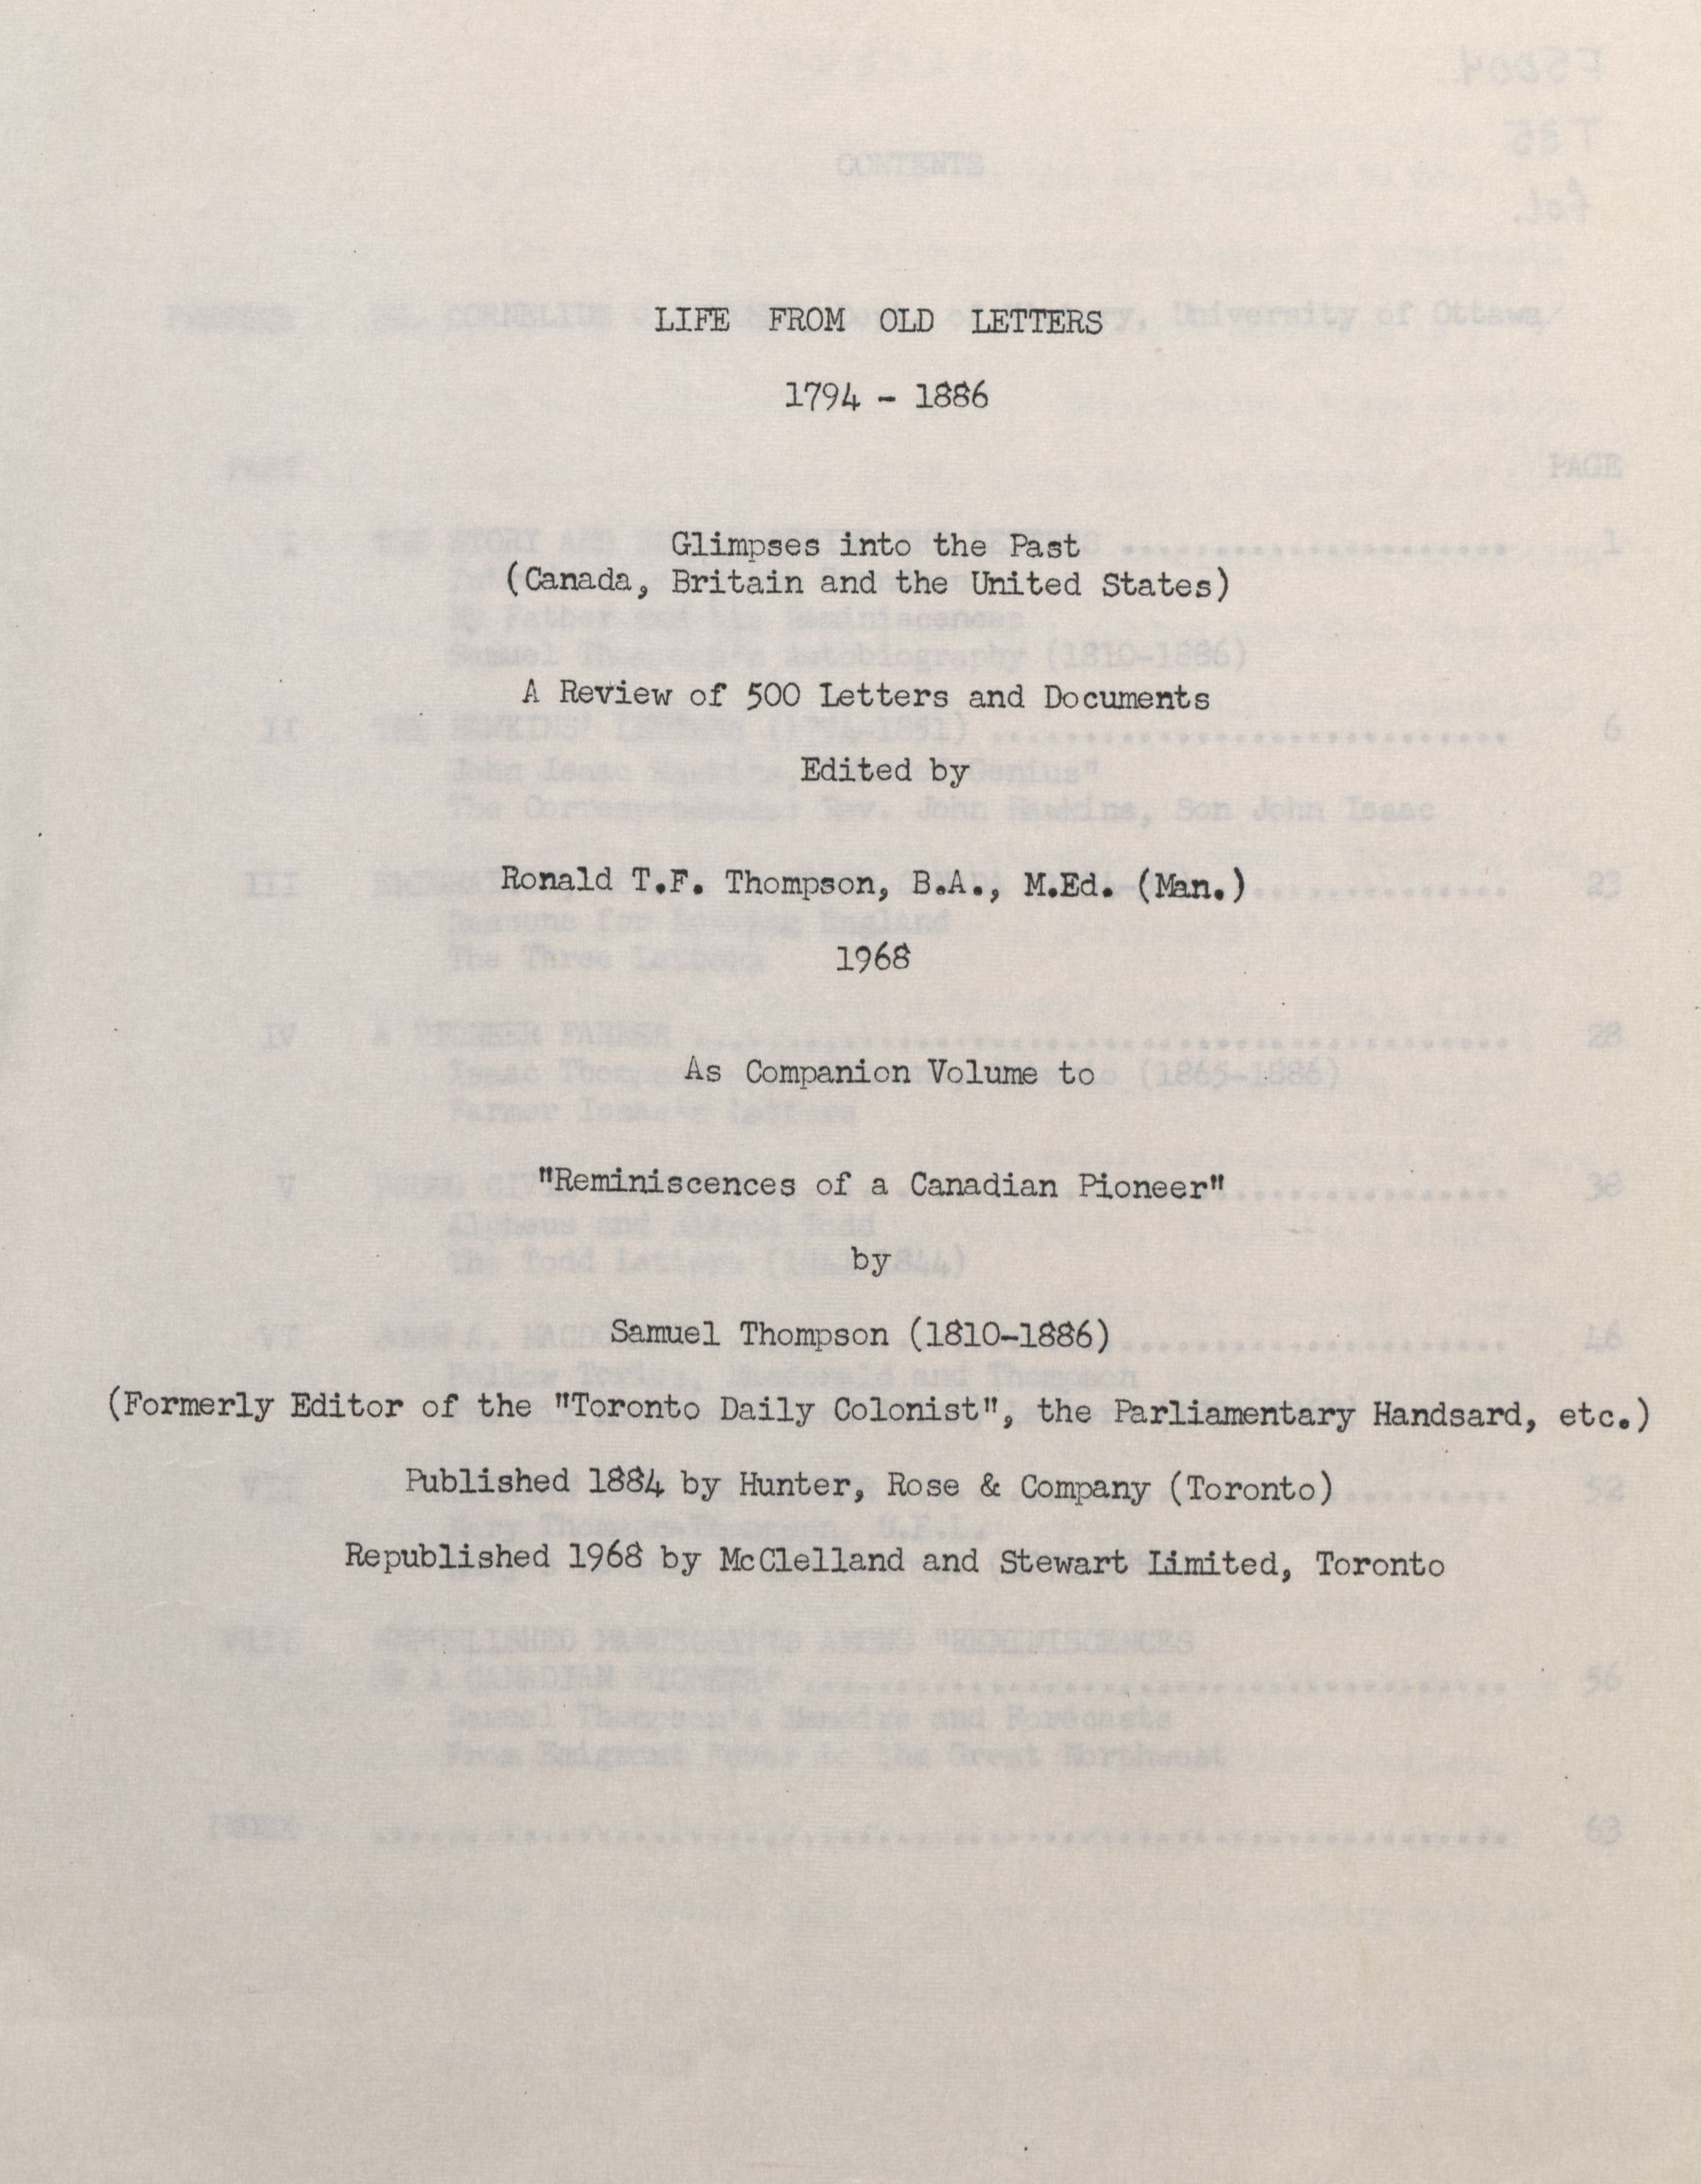 LIFE FROM OLD LETTERS
1794 - 1886
Glimpses into the Past
(Canada, Britain and the United States)
A Review of 500 Letters and Documents
Edited by
Ronald T.F. Thompson, B.A., M.Ed. (Man.)
1968
As Companion Volume to
"Reminiscences of a Canadian Pioneer"
by
Samuel Thompson (1810-1886)
(Formerly Editor of the "Toronto Daily Colonist", the Parliamentary Handsard, etc.)
Published 1884 by Hunter, Rose & Company (Toronto)
Republished 1968 by McClelland and Stewart Limited, Toronto